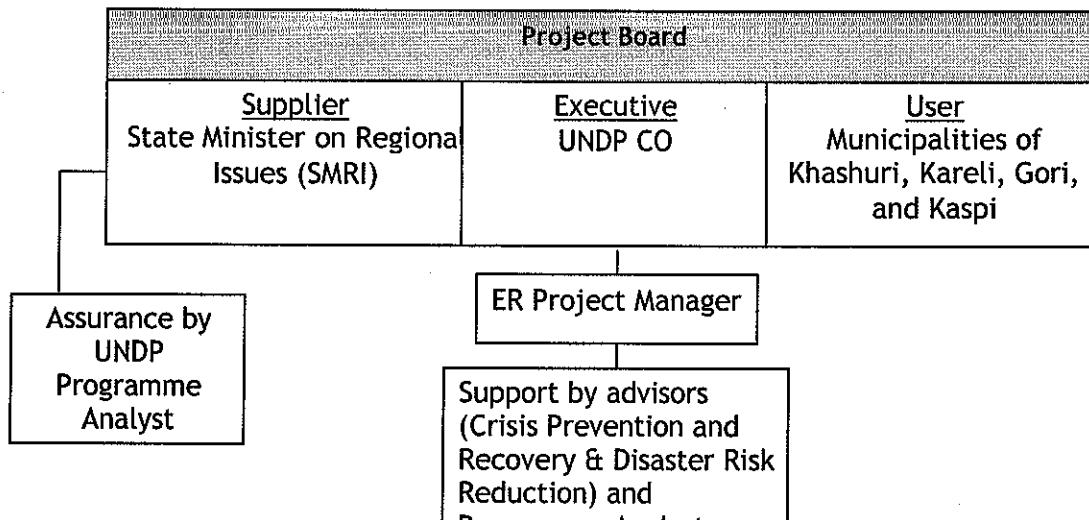 Project Board
Supplier
State Minister on Regional
Issues (SMRI)
Executive
UNDP CO
User
Municipalities of
Khashuri, Kareli, Gori,
and Kaspi
ER Project Manager
Assurance by
UNDP
Programme
Analyst
Support by advisors
(Crisis Prevention and
Recovery & Disaster Risk
Reduction) and